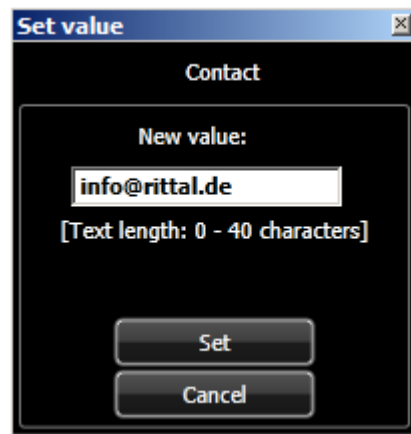 Set value
Contact
New value:
info@rittal.de
[Text length: 0 - 40 characters]
Set
Cancel